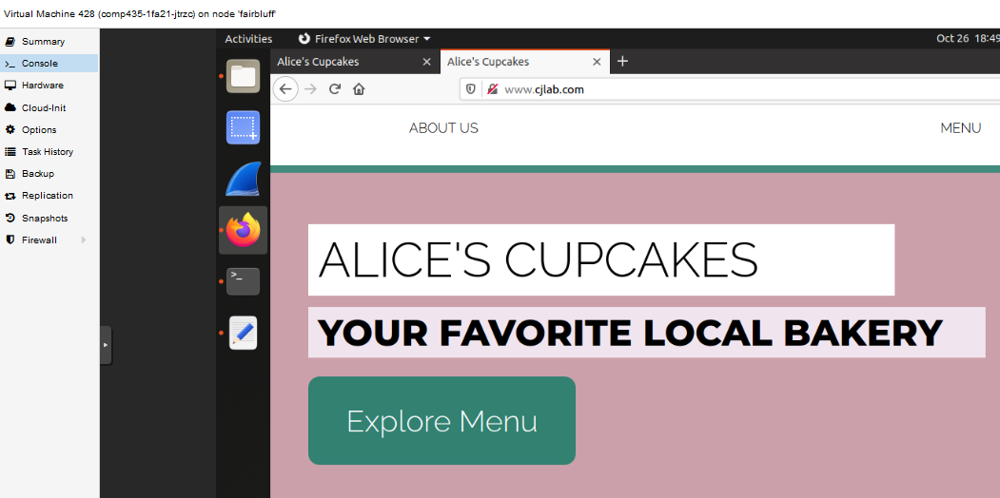 Virtual Machine 428 (comp435-1fa21-jtrzc) on node 'fairbluff'
Summary
Console
Hardware
Cloud-Init
Options
Task History
Backup
Replication
Snapshots
Firewall
Activities Firefox Web Browser Oct 26 18:49
Alice's Cupcakes Alice's Cupcakes
www.cjlab.com
ABOUT US MENU
ALICE'S CUPCAKES
YOUR FAVORITE LOCAL BAKERY
Explore Menu